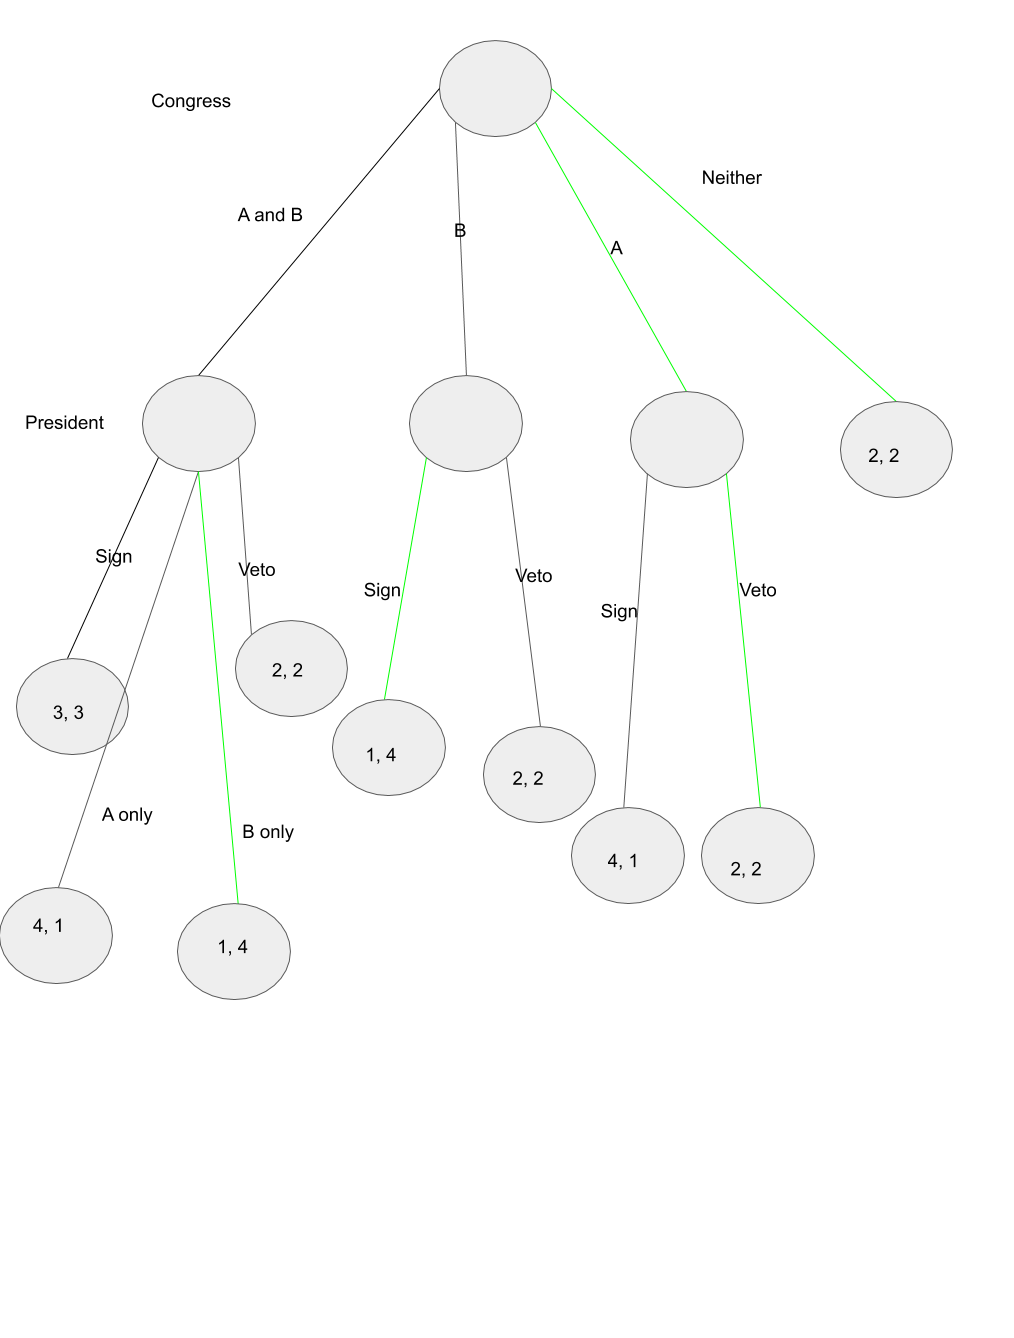 Congress
Neither
A and B
B
A
President
2, 2
Sign
Veto
Sign
Veto
Sign
Veto
2, 2
3, 3
1, 4
2, 2
A only
B only
4, 1
2, 2
4, 1
1, 4